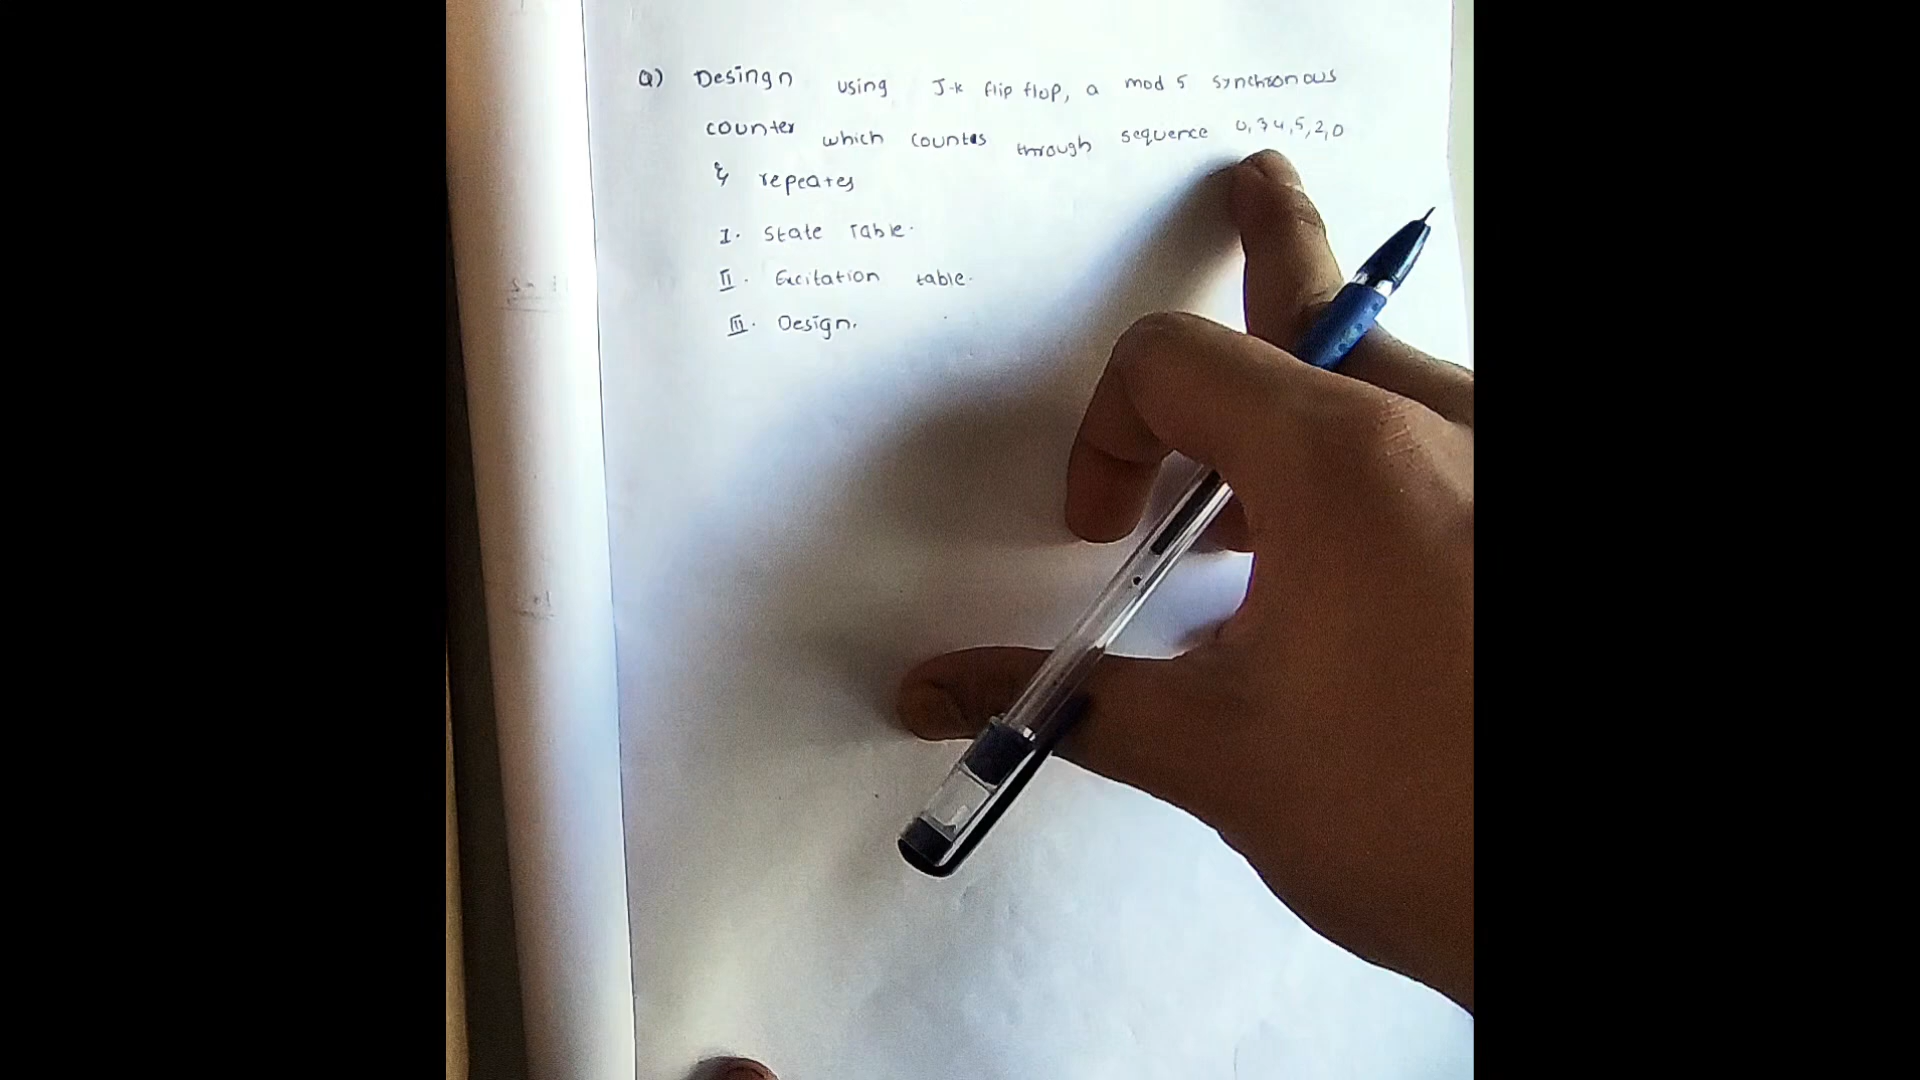 Q) Desingn using J-K flip flop, a mod 5 synchronous
counter which countes through sequence 0,3 4,5,2,0
& repeates
I. State Table.
II. Excitation table.
III. Design.